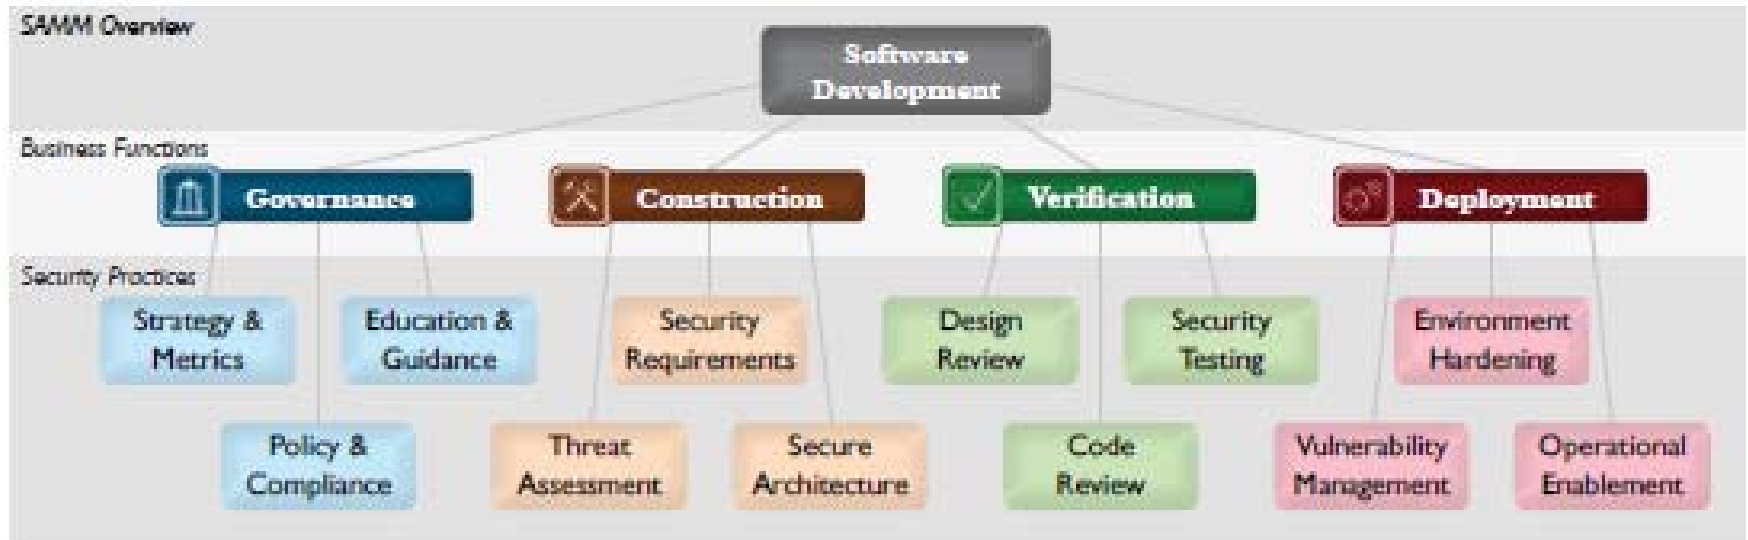 SAMM Overview
Software
Development
Business Functions
Governance
Construction
Verification
Deployment
Security Practices
Strategy &
Metrics
Education &
Guidance
Security
Requirements
Design
Review
Security
Testing
Environment
Hardening
Policy &
Compliance
Threat
Assessment
Secure
Architecture
Code
Review
Vulnerability
Management
Operational
Enablement